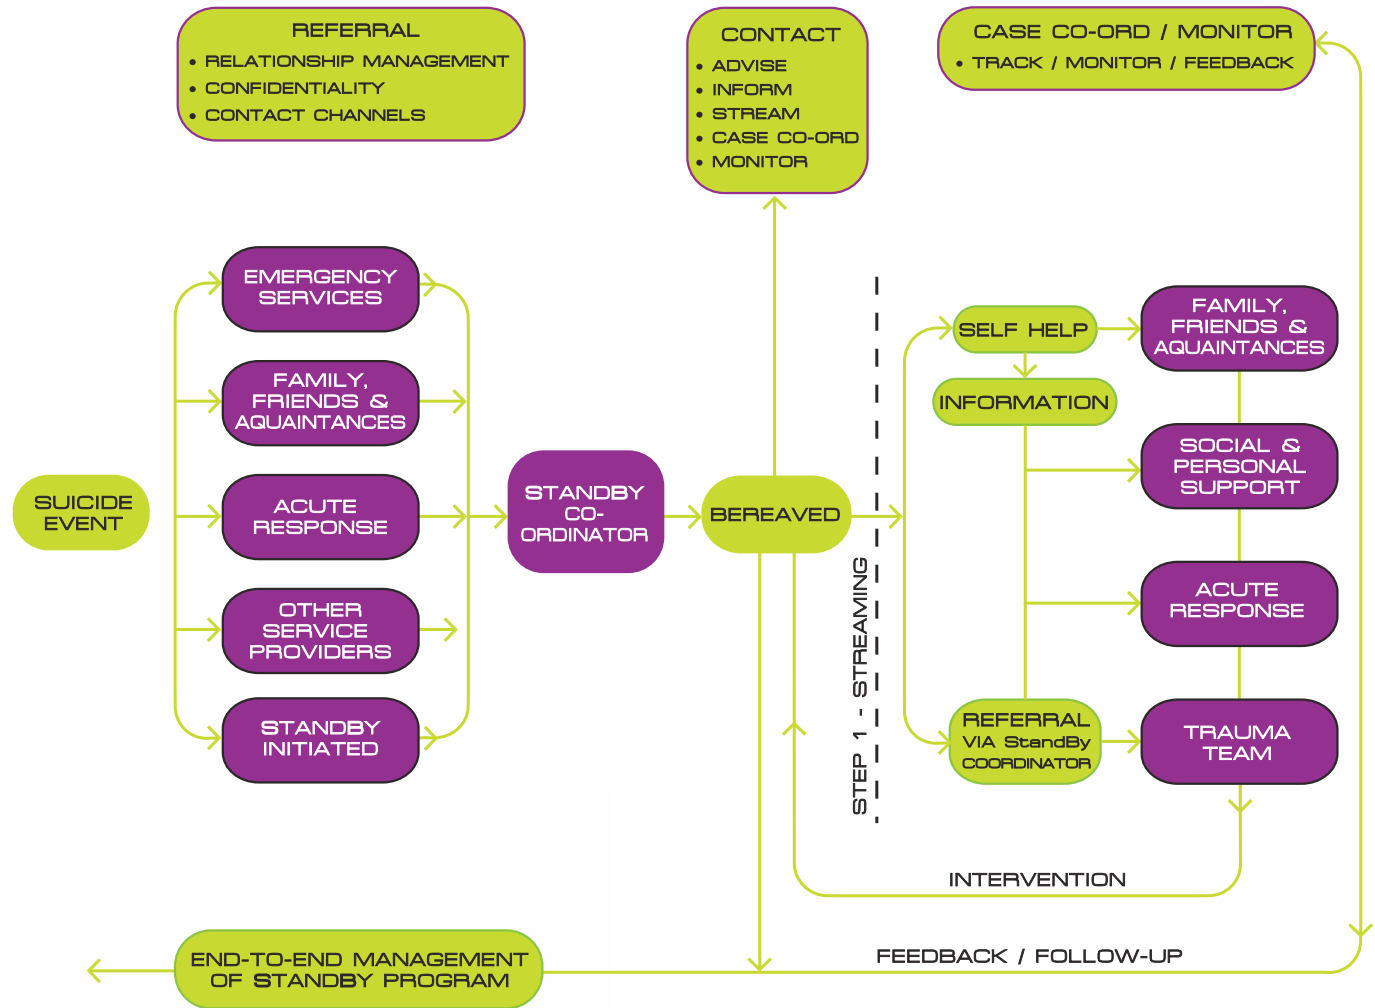 REFERRAL
• RELATIONSHIP MANAGEMENT
• CONFIDENTIALITY
• CONTACT CHANNELS
CONTACT
• ADVISE
• INFORM
• STREAM
• CASE CO-ORD
• MONITOR
CASE CO-ORD / MONITOR
• TRACK / MONITOR / FEEDBACK
SUICIDE
EVENT
EMERGENCY
SERVICES
FAMILY,
FRIENDS &
AQUAINTANCES
ACUTE
RESPONSE
OTHER
SERVICE
PROVIDERS
STANDBY
INITIATED
STANDBY
CO-
ORDINATOR
BEREAVED
STEP 1 - STREAMING
SELF HELP
INFORMATION
REFERRAL
VIA StandBy
COORDINATOR
FAMILY,
FRIENDS &
AQUAINTANCES
SOCIAL &
PERSONAL
SUPPORT
ACUTE
RESPONSE
TRAUMA
TEAM
INTERVENTION
FEEDBACK / FOLLOW-UP
END-TO-END MANAGEMENT
OF STANDBY PROGRAM